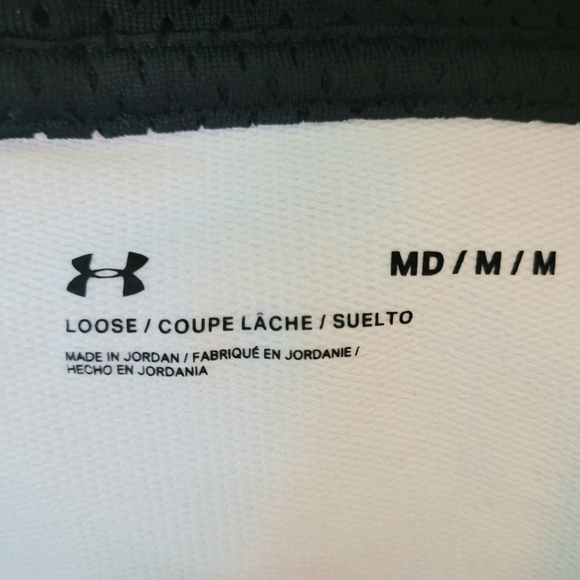 MD / M / M
LOOSE / COUPE LÂCHE / SUELTO
MADE IN JORDAN / FABRIQUÉ EN JORDANIE /
HECHO EN JORDANIA